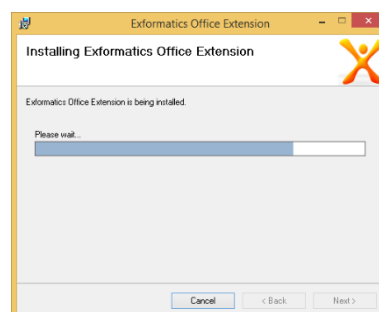 Exformatics Office Extension
Installing Exformatics Office Extension
Exformatics Office Extension is being installed.
Please wait...
Cancel
< Back
Next >